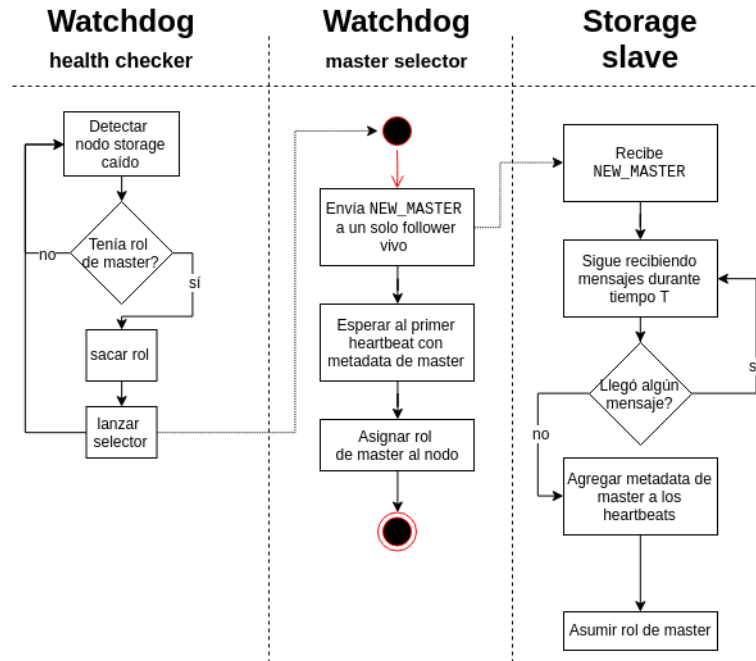 Watchdog
health checker
Watchdog
master selector
Storage
slave
Detectar
nodo storage
caído
Tenía rol
de master?
no
sí
sacar rol
lanzar
selector
Envía NEW_MASTER
a un solo follower
vivo
Esperar al primer
heartbeat con
metadata de master
Asignar rol
de master al nodo
Recibe
NEW_MASTER
Sigue recibiendo
mensajes durante
tiempo T
Llegó algún
mensaje?
no
Agregar metadata de
master a los
heartbeats
Asumir rol de master